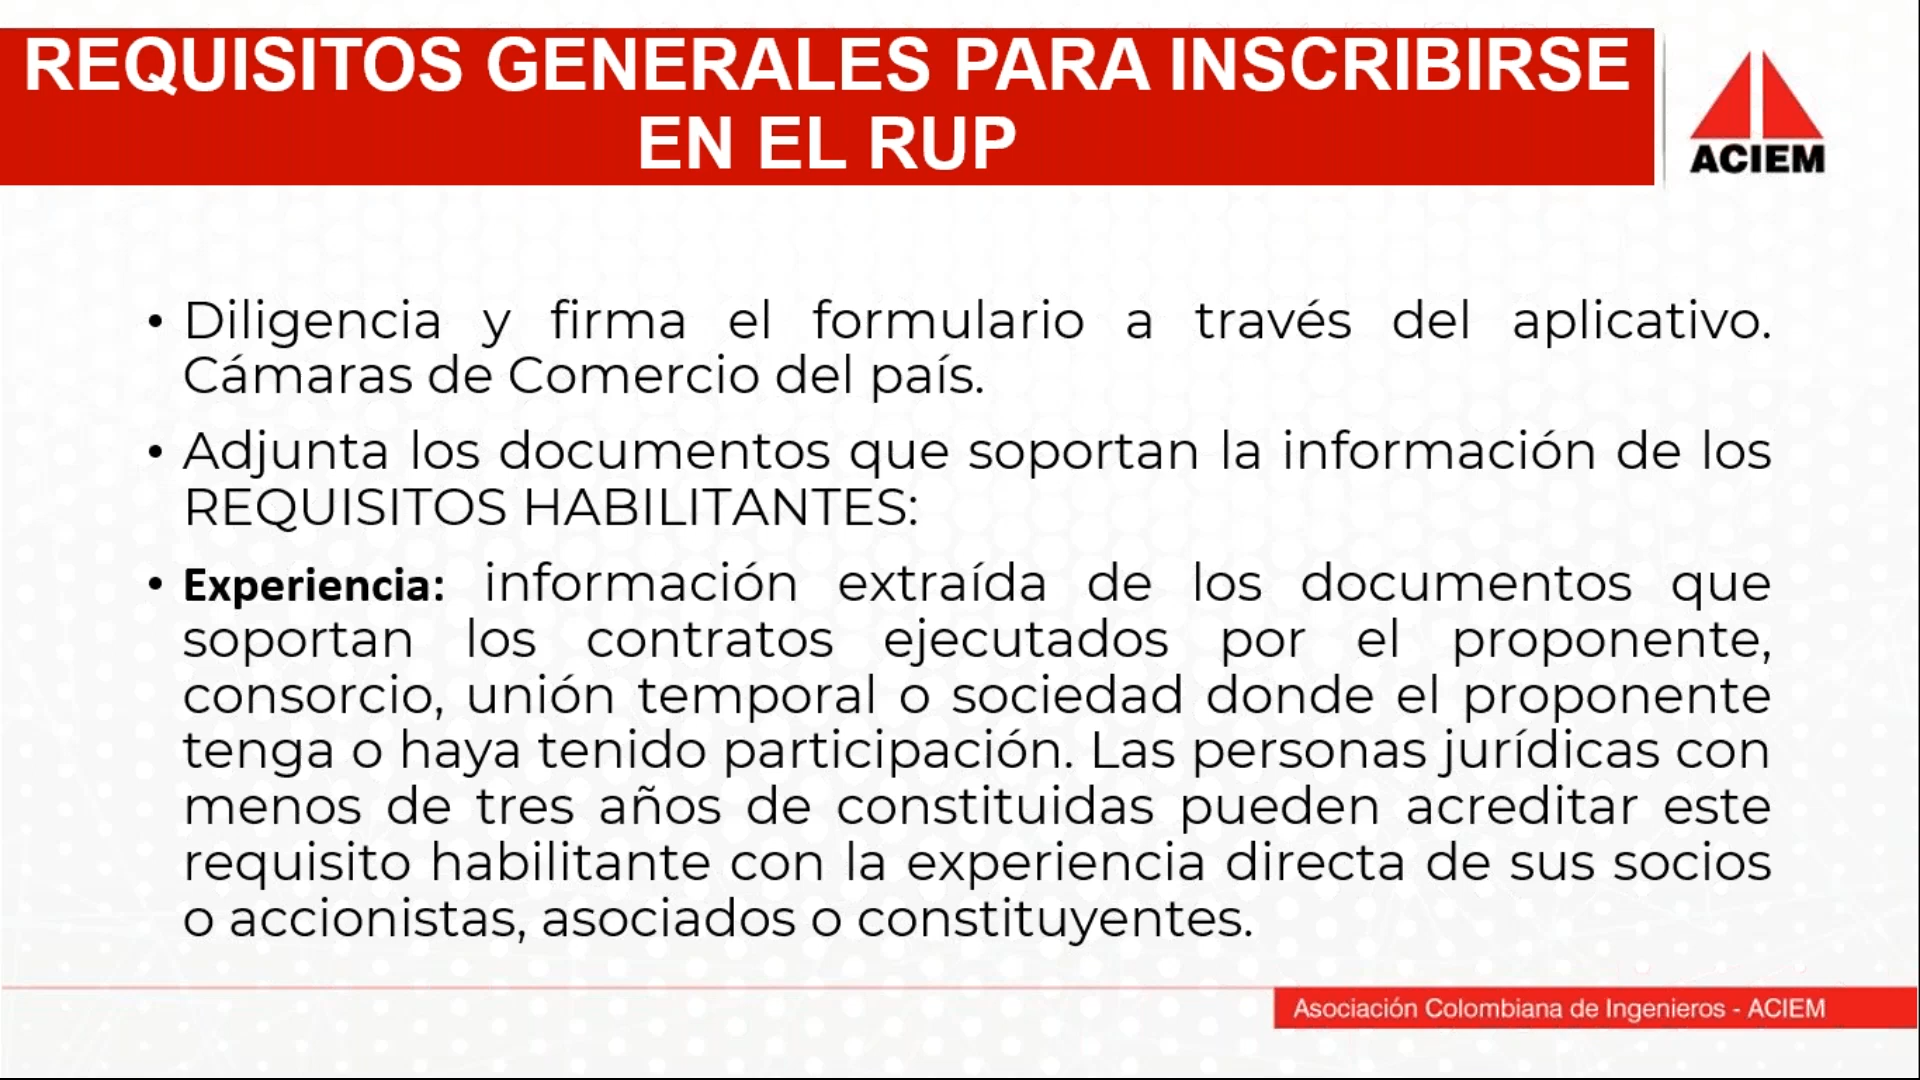 REQUISITOS GENERALES PARA INSCRIBIRSE
EN EL RUP
ACIEM
• Diligencia y firma el formulario a través del aplicativo.
Cámaras de Comercio del país.
• Adjunta los documentos que soportan la información de los
REQUISITOS HABILITANTES:
• Experiencia: información extraída de los documentos que
soportan los contratos ejecutados por el proponente,
consorcio, unión temporal o sociedad donde el proponente
tenga o haya tenido participación. Las personas jurídicas con
menos de tres años de constituidas pueden acreditar este
requisito habilitante con la experiencia directa de sus socios
o accionistas, asociados o constituyentes.
Asociación Colombiana de Ingenieros - ACIEM